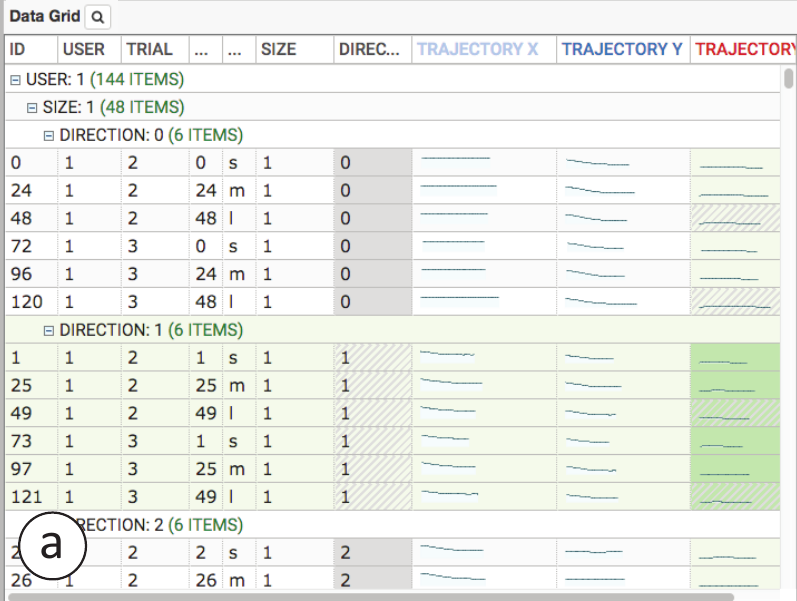 Data Grid
ID USER TRIAL ... ... SIZE DIREC... TRAJECTORY X TRAJECTORY Y TRAJECTORY
USER: 1 (144 ITEMS)
SIZE: 1 (48 ITEMS)
DIRECTION: 0 (6 ITEMS)
0 1 2 0 s 1 0
24 1 2 24 m 1 0
48 1 2 48 l 1 0
72 1 3 0 s 1 0
96 1 3 24 m 1 0
120 1 3 48 l 1 0
DIRECTION: 1 (6 ITEMS)
1 1 2 1 s 1 1
25 1 2 25 m 1 1
49 1 2 49 l 1 1
73 1 3 1 s 1 1
97 1 3 25 m 1 1
121 1 3 49 l 1 1
RECTION: 2 (6 ITEMS)
a
2 2 2 s 1 2
26 1 2 26 m 1 2